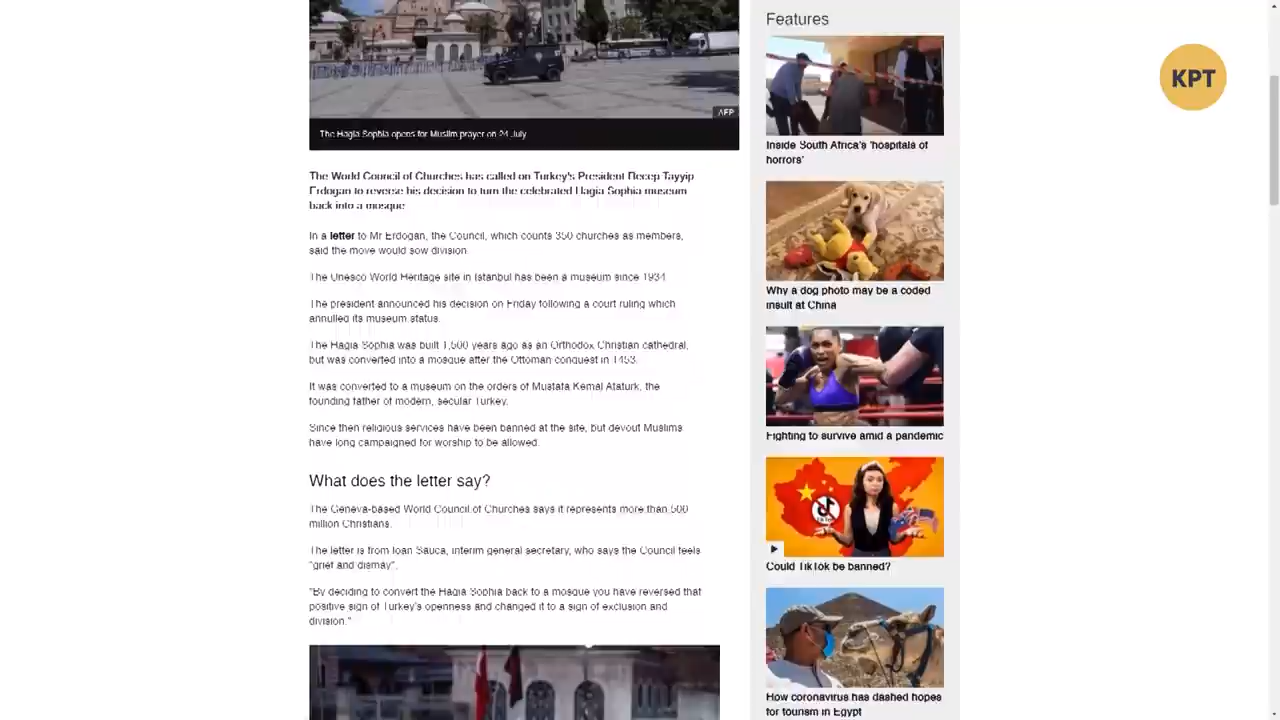 AFP
The Hagia Sophia opens for Muslim prayer on 24 July
The World Council of Churches has called on Turkey's President Recep Tayyip
Erdogan to reverse his decision to turn the celebrated Hagia Sophia museum
back into a mosque
In a letter to Mr Erdogan, the Council, which counts 350 churches as members,
said the move would sow division.
The Unesco World Heritage site in Istanbul has been a museum since 1934
The president announced his decision on Friday following a court ruling which
annulled its museum status.
The Hagia Sophia was built 1,500 years ago as an Orthodox Christian cathedral,
but was converted into a mosque after the Ottoman conquest in 1453.
It was converted to a museum on the orders of Mustafa Kemal Ataturk, the
founding father of modern, secular Turkey.
Since then religious services have been banned at the site, but devout Muslims
have long campaigned for worship to be allowed.
What does the letter say?
The Geneva-based World Council of Churches says it represents more than 500
million Christians.
The letter is from Ioan Sauca, interim general secretary, who says the Council feels
"grief and dismay".
"By deciding to convert the Hagia Sophia back to a mosque you have reversed that
positive sign of Turkey's openness and changed it to a sign of exclusion and
division."
Features
Inside South Africa's 'hospitals of
horrors'
Why a dog photo may be a coded
insult at China
Fighting to survive amid a pandemic
Could TikTok be banned?
How coronavirus has dashed hopes
for tourism in Egypt
KPT